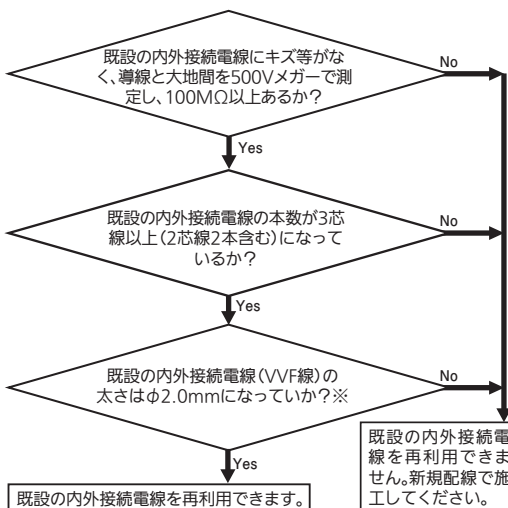 既設の内外接続電線にキズ等がな
く、導線と大地間を500Vメガーで測
定し、100MΩ以上あるか?
No
Yes
既設の内外接続電線の本数が3芯
線以上(2芯線2本含む)になって
いるか?
No
Yes
既設の内外接続電線(VVF線)の
太さはφ2.0mmになっていか?※
No
Yes
既設の内外接続電線を再利用できます。
既設の内外接続電
線を再利用できま
せん。新規配線で施
工してください。